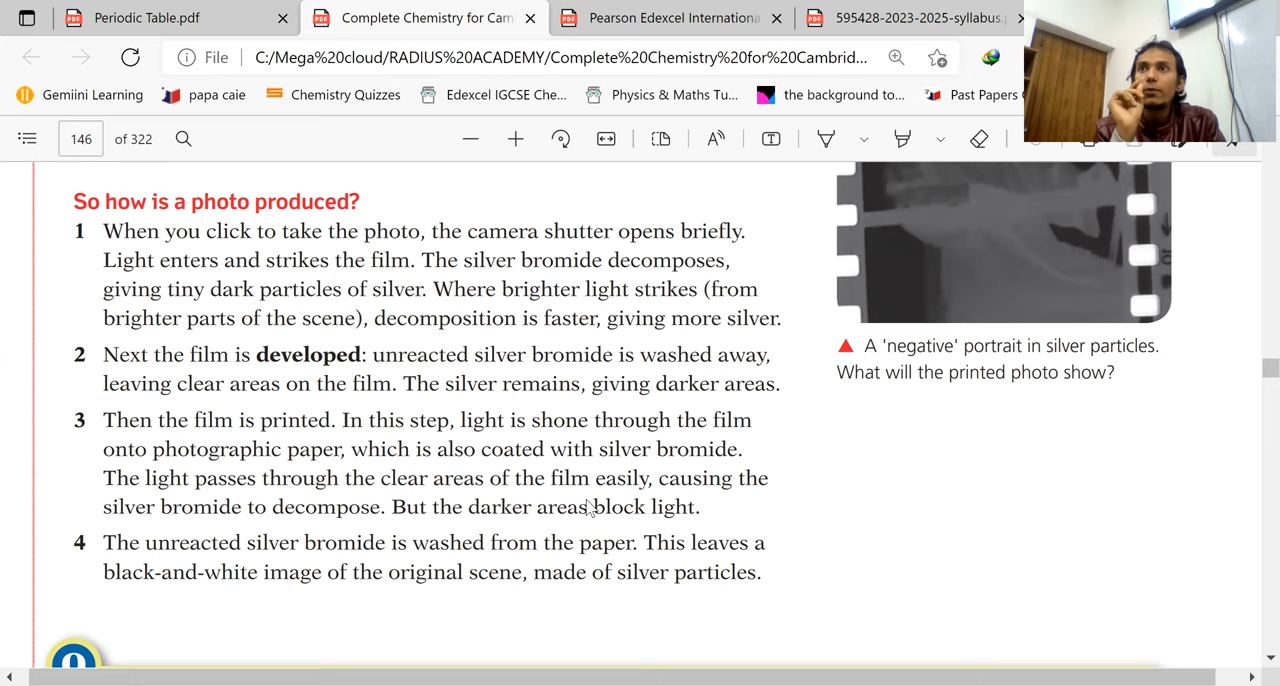 Periodic Table.pdf
Complete Chemistry for Cam
Pearson Edexcel Internationa
595428-2023-2025-syllabus.
File
C:/Mega%20cloud/RADIUS%20ACADEMY/Complete%20Chemistry%20for%20Cambrid...
Gemiini Learning
papa caie
Chemistry Quizzes
Edexcel IGCSE Che...
Physics & Maths Tu...
the background to...
Past Papers
146 of 322
So how is a photo produced?
1 When you click to take the photo, the camera shutter opens briefly.
Light enters and strikes the film. The silver bromide decomposes,
giving tiny dark particles of silver. Where brighter light strikes (from
brighter parts of the scene), decomposition is faster, giving more silver.
2 Next the film is developed: unreacted silver bromide is washed away,
leaving clear areas on the film. The silver remains, giving darker areas.
3 Then the film is printed. In this step, light is shone through the film
onto photographic paper, which is also coated with silver bromide.
The light passes through the clear areas of the film easily, causing the
silver bromide to decompose. But the darker areas block light.
4 The unreacted silver bromide is washed from the paper. This leaves a
black-and-white image of the original scene, made of silver particles.
▲ A 'negative' portrait in silver particles.
What will the printed photo show?
Q